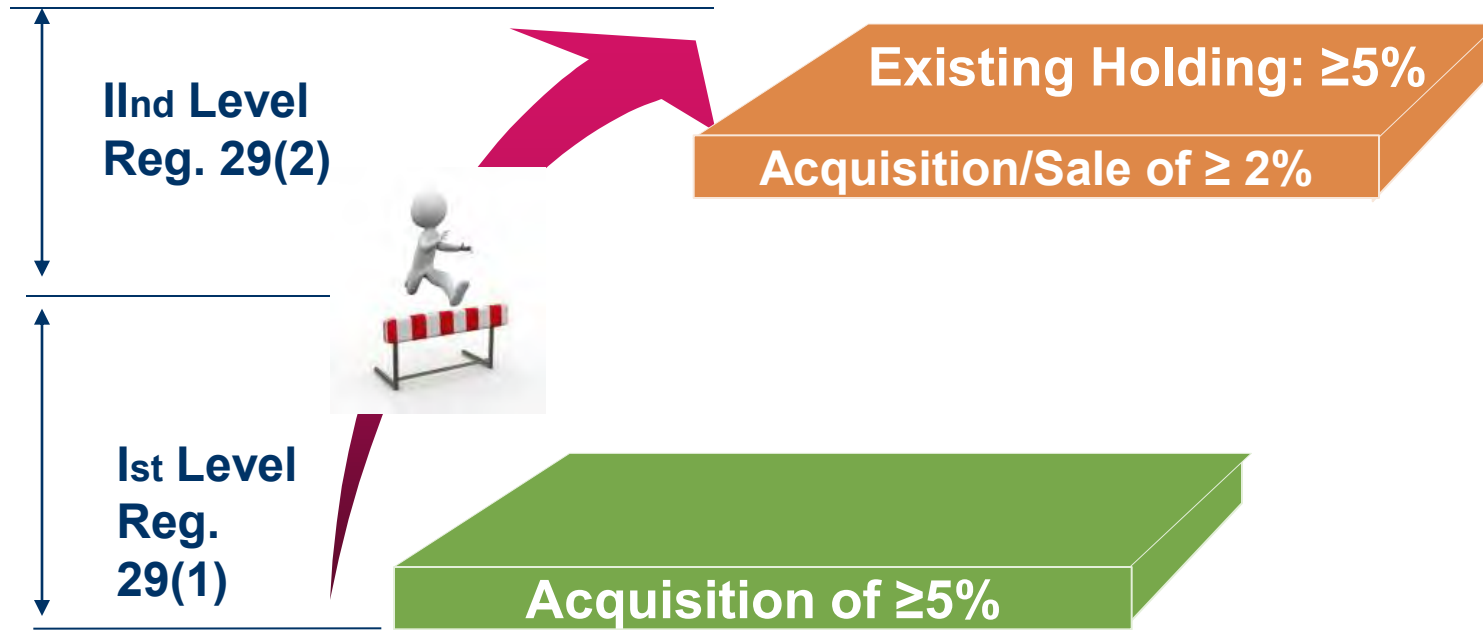 IInd Level
Reg. 29(2)
Existing Holding: ≥5%
Acquisition/Sale of ≥ 2%
Ist Level
Reg.
29(1)
Acquisition of ≥5%